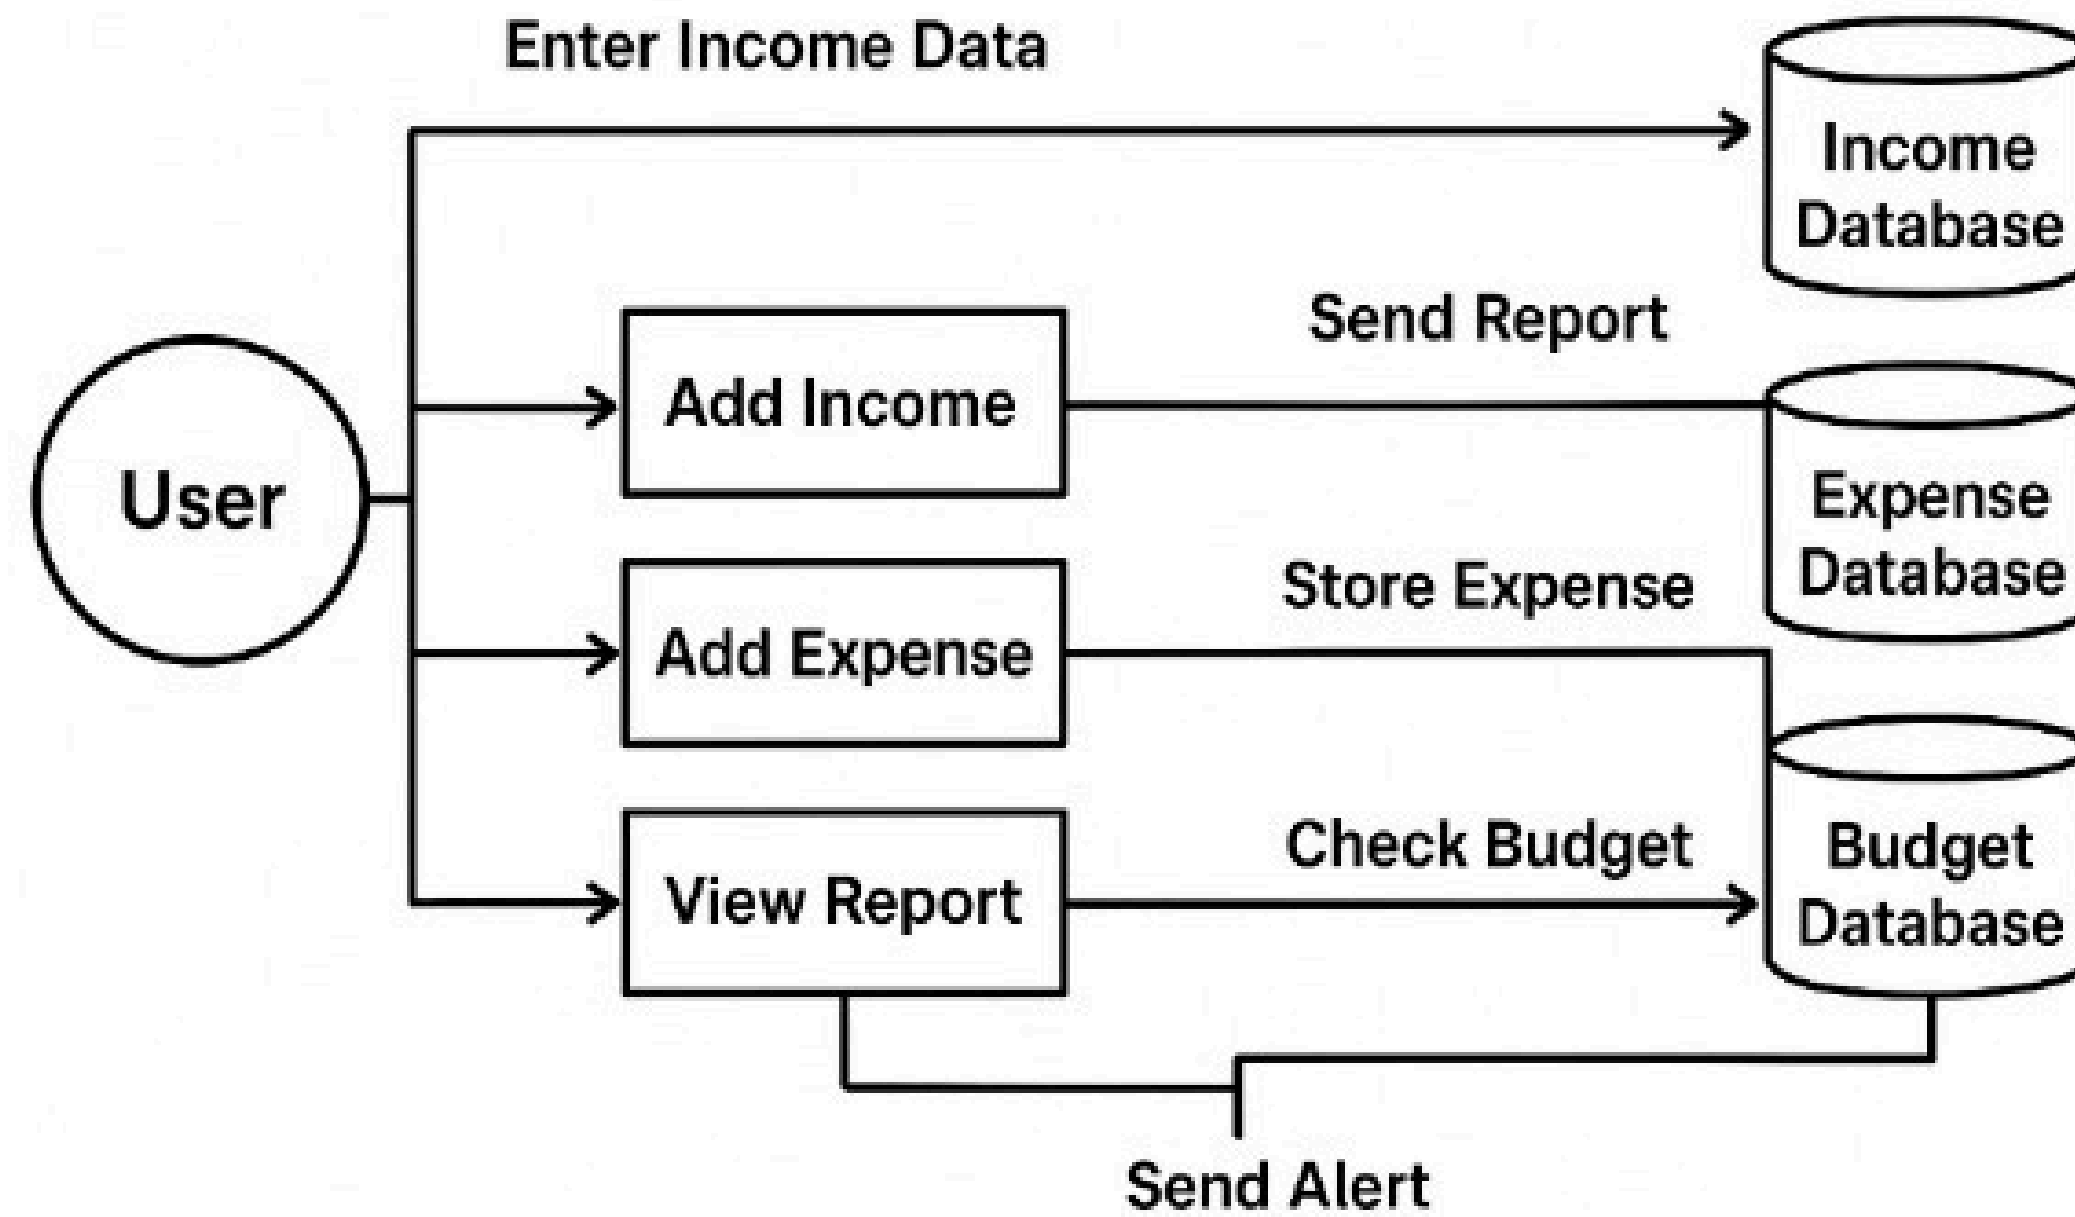 Enter Income Data
Income
Database
Send Report
Add Income
User
Expense
Database
Store Expense
Add Expense
Check Budget
Budget
Database
View Report
Send Alert